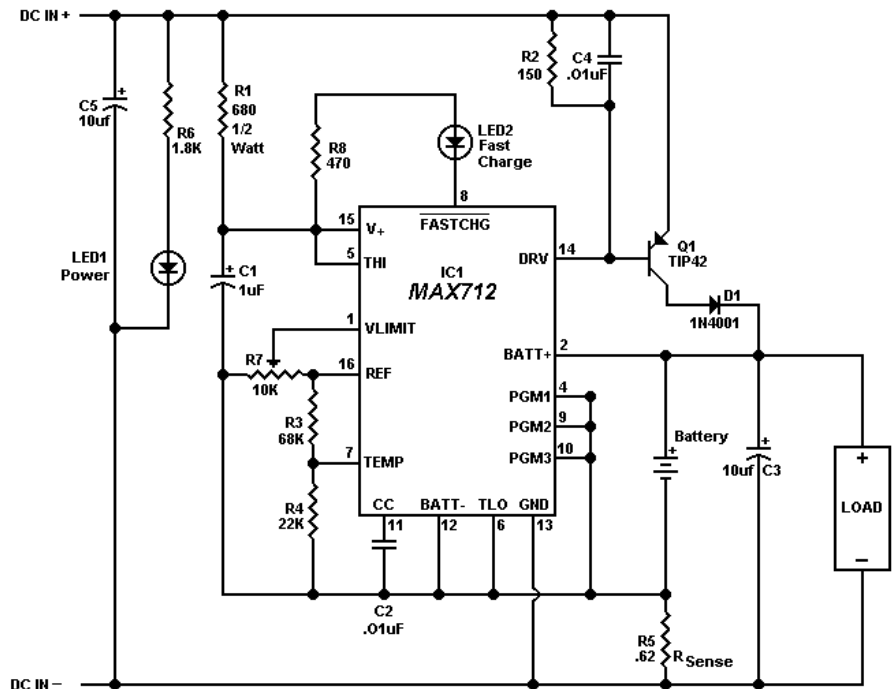 DC IN +
C5
10uf
+
R6
1.8K
LED1
Power
R1
680
1/2
Watt
+
C1
1uF
R8
470
LED2
Fast
Charge
R2
150
C4
.01uF
8
FASTCHG
15
V+
5
THI
IC1
MAX712
DRV
14
Q1
TIP42
D1
1N4001
1
VLIMIT
BATT+
2
R7
10K
16
REF
PGM1
4
R3
68K
PGM2
9
7
TEMP
PGM3
10
Battery
+
+
10uf C3
+
LOAD
−
R4
22K
CC
BATT-
TLO
GND
11
12
6
13
C2
.01uF
R5
.62
R Sense
DC IN −